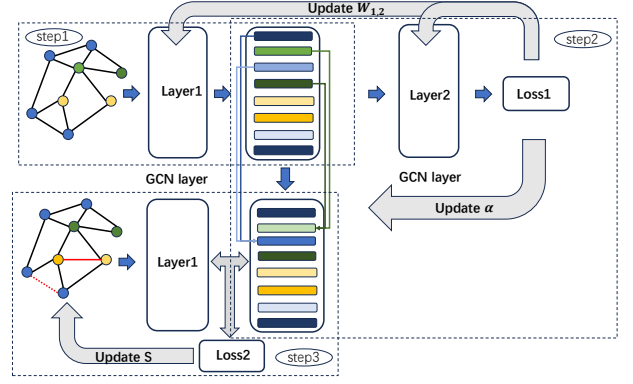 Update W1,2
step1
step2
Layer1
Layer2
Loss1
GCN layer
GCN layer
Update α
Layer1
Update S
Loss2
step3